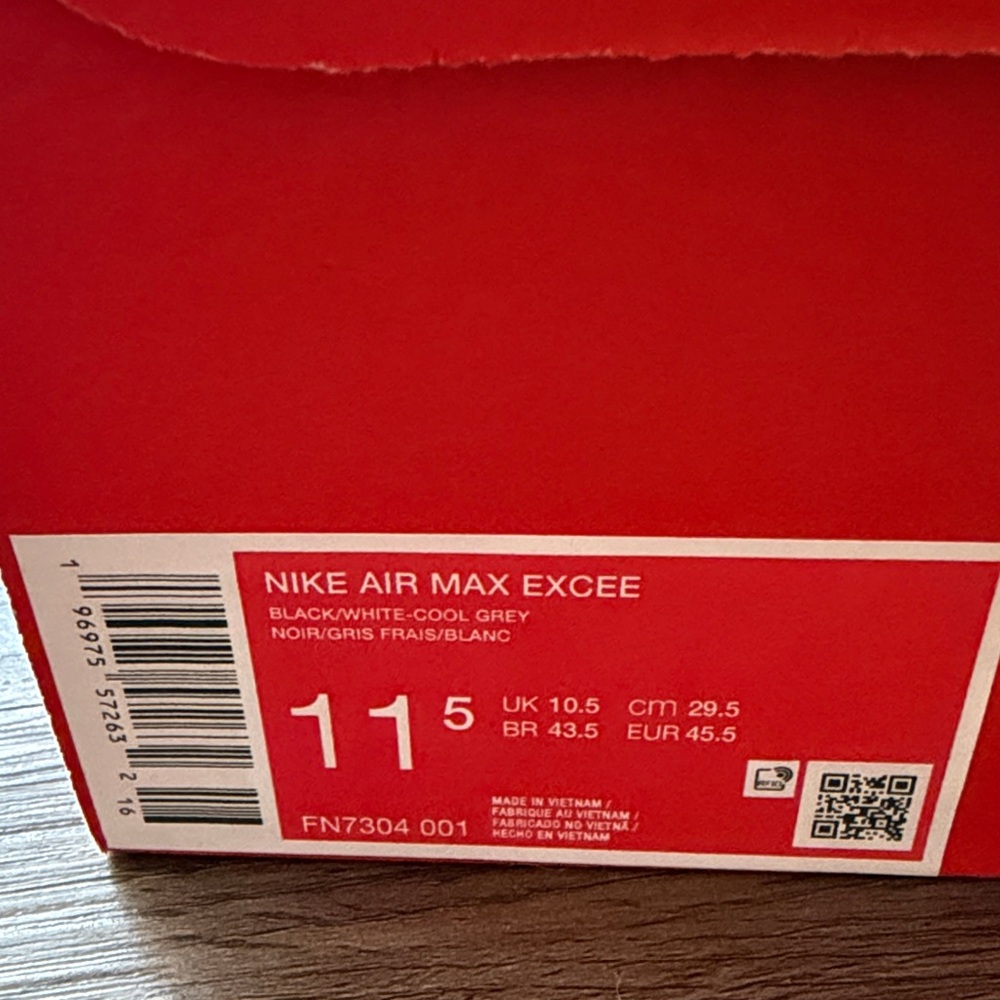 NIKE AIR MAX EXCEE
BLACK/WHITE-COOL GREY
NOIR/GRIS FRAIS/BLANC
11 5
UK 10.5 cm 29.5
BR 43.5 EUR 45.5
FN7304 001
MADE IN VIETNAM /
FABRIQUE AU VIETNAM /
FABRICADO NO VIETNÃ /
HECHO EN VIETNAM
1 96975 57263 2 16